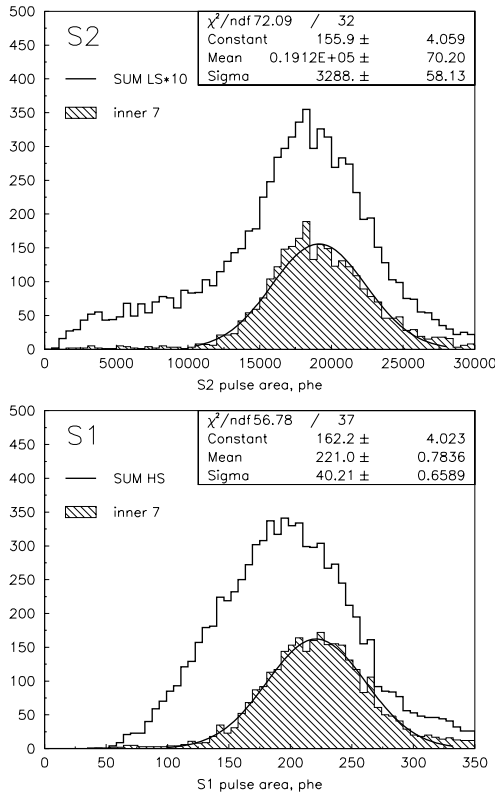 S2
χ²/ndf 72.09 / 32
Constant 155.9 ± 4.059
Mean 0.1912E+05 ± 70.20
Sigma 3288. ± 58.13
SUM LS*10
inner 7
500
450
400
350
300
250
200
150
100
50
0
0 5000 10000 15000 20000 25000 30000
S2 pulse area, phe
S1
χ²/ndf 56.78 / 37
Constant 162.2 ± 4.023
Mean 221.0 ± 0.7836
Sigma 40.21 ± 0.6589
SUM HS
inner 7
500
450
400
350
300
250
200
150
100
50
0
0 50 100 150 200 250 300 350
S1 pulse area, phe